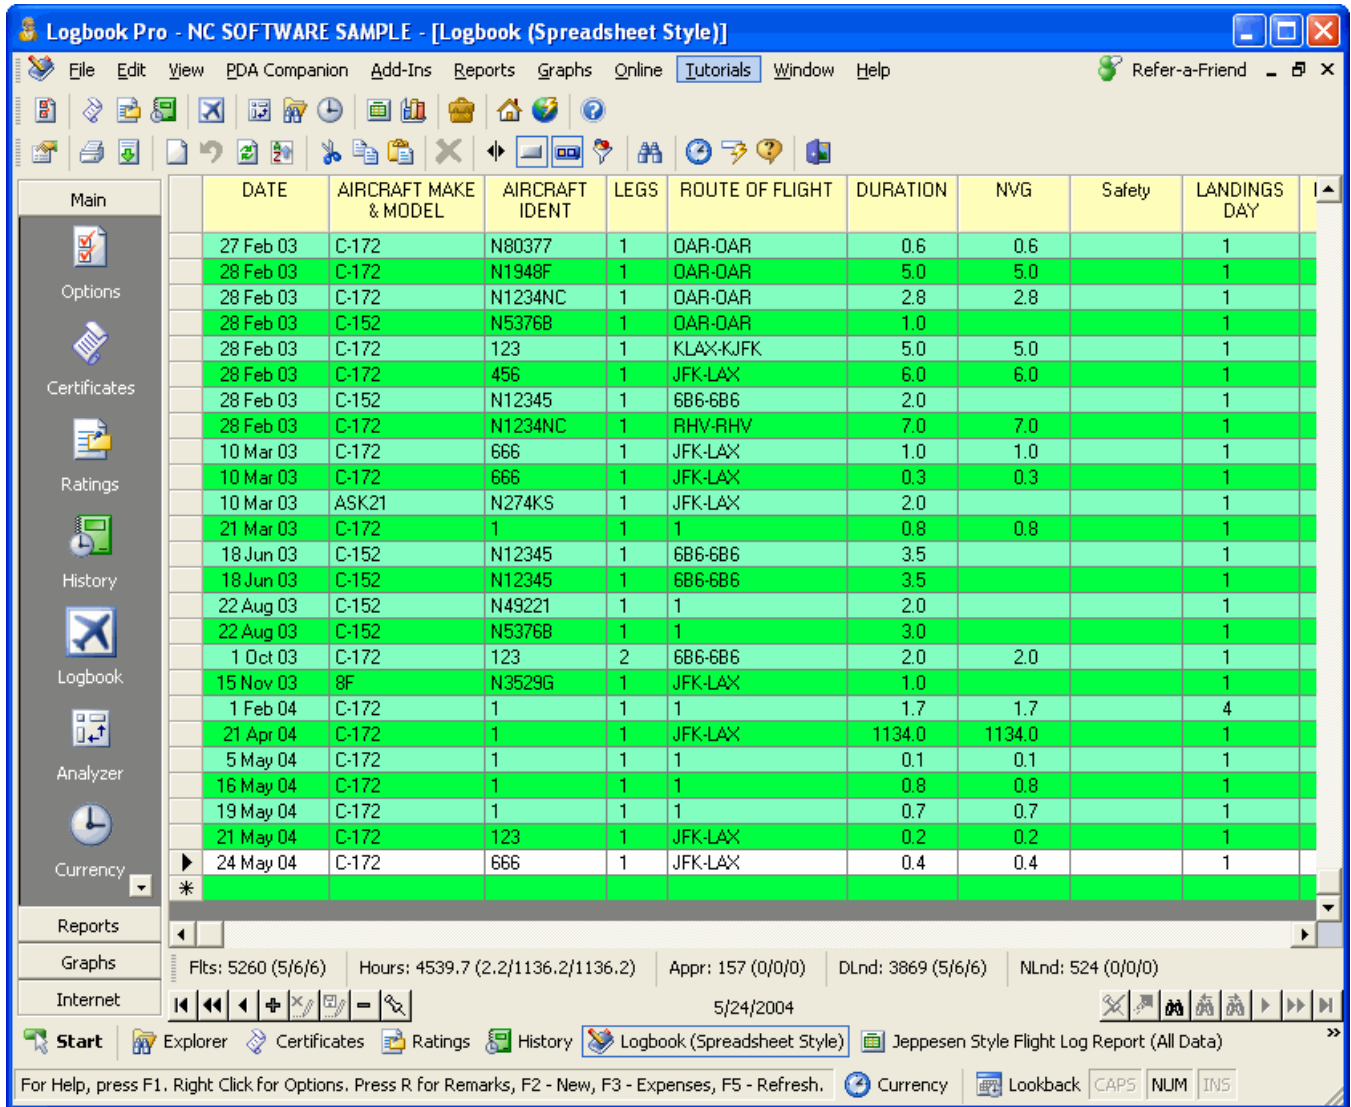 Logbook Pro - NC SOFTWARE SAMPLE - [Logbook (Spreadsheet Style)]
File Edit View PDA Companion Add-Ins Reports Graphs Online Tutorials Window Help Refer-a-Friend
Main
Options
Certificates
Ratings
History
Logbook
Analyzer
Currency
Reports
Graphs
Internet
DATE AIRCRAFT MAKE & MODEL AIRCRAFT IDENT LEGS ROUTE OF FLIGHT DURATION NVG Safety LANDINGS DAY
27 Feb 03 C-172 N80377 1 OAR-OAR 0.6 0.6 1
28 Feb 03 C-172 N1948F 1 OAR-OAR 5.0 5.0 1
28 Feb 03 C-172 N1234NC 1 OAR-OAR 2.8 2.8 1
28 Feb 03 C-152 N5376B 1 OAR-OAR 1.0 1
28 Feb 03 C-172 123 1 KLAX-KJFK 5.0 5.0 1
28 Feb 03 C-172 456 1 JFK-LAX 6.0 6.0 1
28 Feb 03 C-152 N12345 1 6B6-6B6 2.0 1
28 Feb 03 C-172 N1234NC 1 RHV-RHV 7.0 7.0 1
10 Mar 03 C-172 666 1 JFK-LAX 1.0 1.0 1
10 Mar 03 C-172 666 1 JFK-LAX 0.3 0.3 1
10 Mar 03 ASK21 N274KS 1 JFK-LAX 2.0 1
21 Mar 03 C-172 1 1 1 0.8 0.8 1
18 Jun 03 C-152 N12345 1 6B6-6B6 3.5 1
18 Jun 03 C-152 N12345 1 6B6-6B6 3.5 1
22 Aug 03 C-152 N49221 1 1 2.0 1
22 Aug 03 C-152 N5376B 1 1 3.0 1
1 Oct 03 C-172 123 2 6B6-6B6 2.0 2.0 1
15 Nov 03 8F N3529G 1 JFK-LAX 1.0 1
1 Feb 04 C-172 1 1 1 1.7 1.7 4
21 Apr 04 C-172 1 1 JFK-LAX 1134.0 1134.0 1
5 May 04 C-172 1 1 1 0.1 0.1 1
16 May 04 C-172 1 1 1 0.8 0.8 1
19 May 04 C-172 1 1 1 0.7 0.7 1
21 May 04 C-172 123 1 JFK-LAX 0.2 0.2 1
24 May 04 C-172 666 1 JFK-LAX 0.4 0.4 1
Flts: 5260 (5/6/6) Hours: 4539.7 (2.2/1136.2/1136.2) Appr: 157 (0/0/0) DLnd: 3869 (5/6/6) NLnd: 524 (0/0/0)
5/24/2004
Start Explorer Certificates Ratings History Logbook (Spreadsheet Style) Jeppesen Style Flight Log Report (All Data)
For Help, press F1. Right Click for Options. Press R for Remarks, F2 - New, F3 - Expenses, F5 - Refresh. Currency Lookback CAPS NUM INS